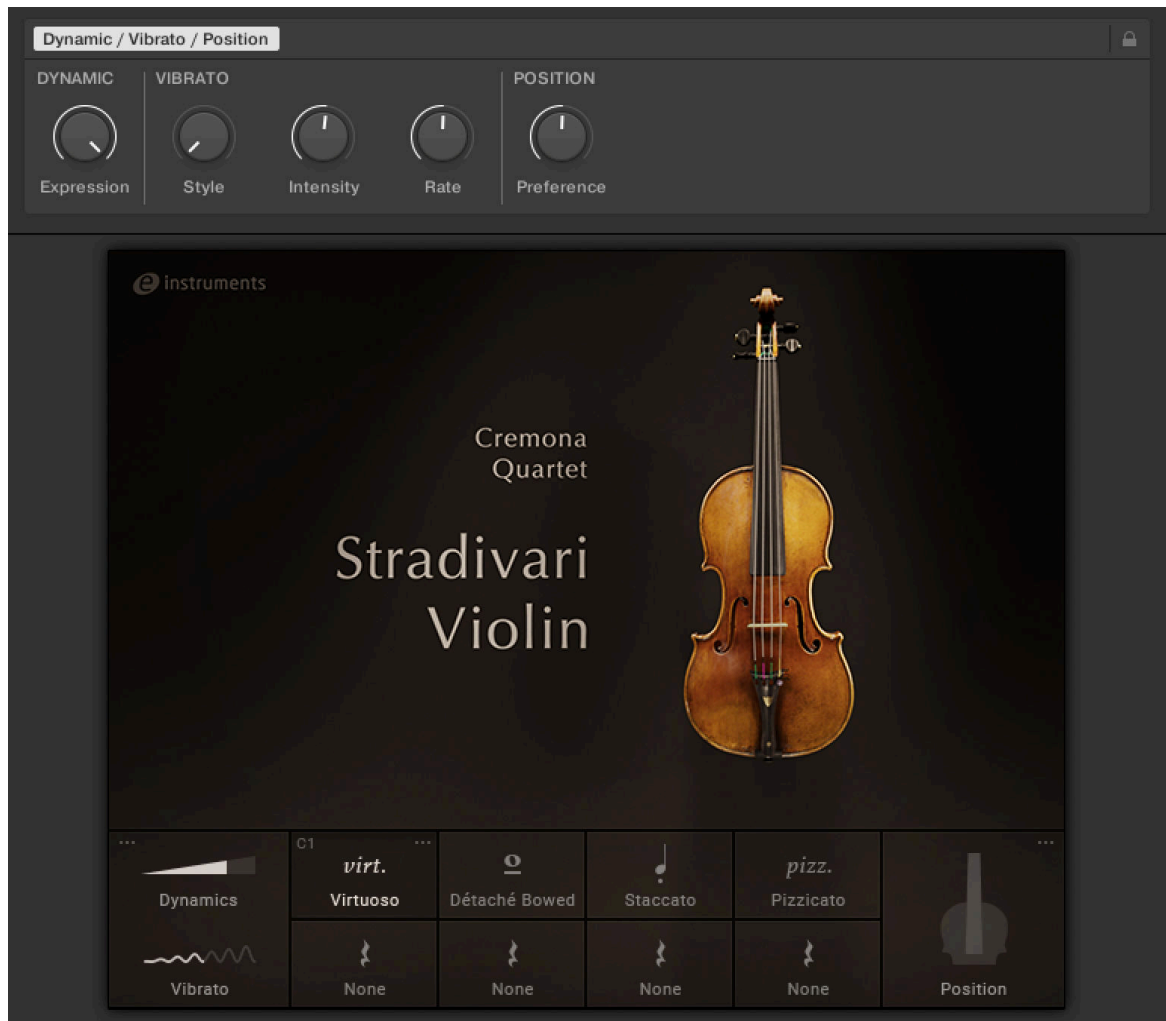 Dynamic / Vibrato / Position
DYNAMIC
VIBRATO
POSITION
Expression
Style
Intensity
Rate
Preference
e instruments
Cremona
Quartet
Stradivari
Violin
C1
virt.
pizz.
Dynamics
Virtuoso
Détaché Bowed
Staccato
Pizzicato
Vibrato
None
None
None
None
Position